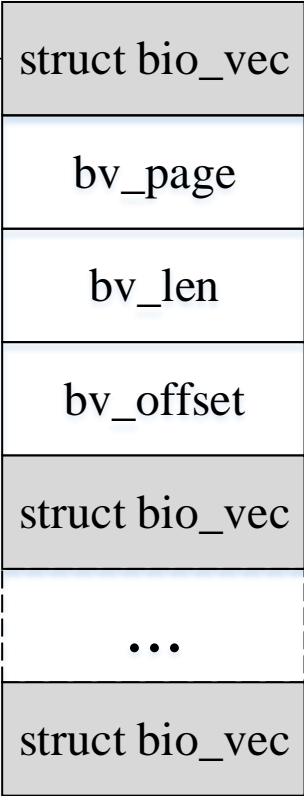 struct bio_vec
bv_page
bv_len
bv_offset
struct bio_vec
...
struct bio_vec